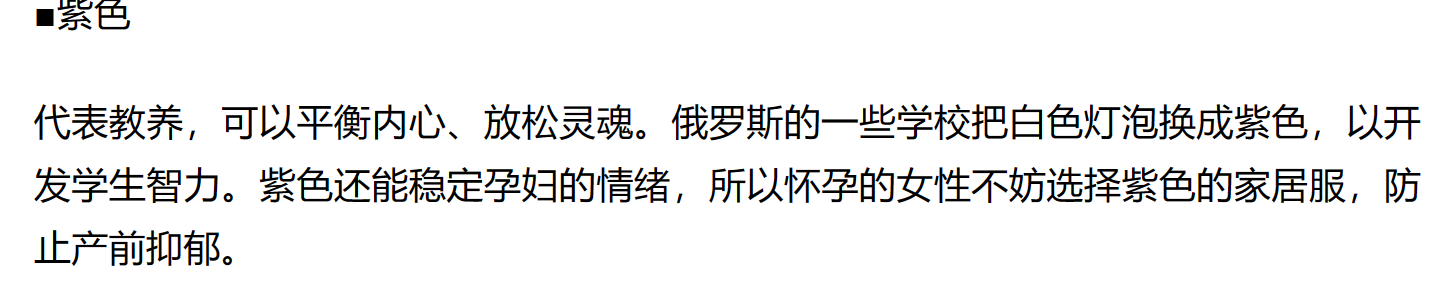 ■紫色
代表教养，可以平衡内心、放松灵魂。俄罗斯的一些学校把白色灯泡换成紫色，以开
发学生智力。紫色还能稳定孕妇的情绪，所以怀孕的女性不妨选择紫色的家居服，防
止产前抑郁。